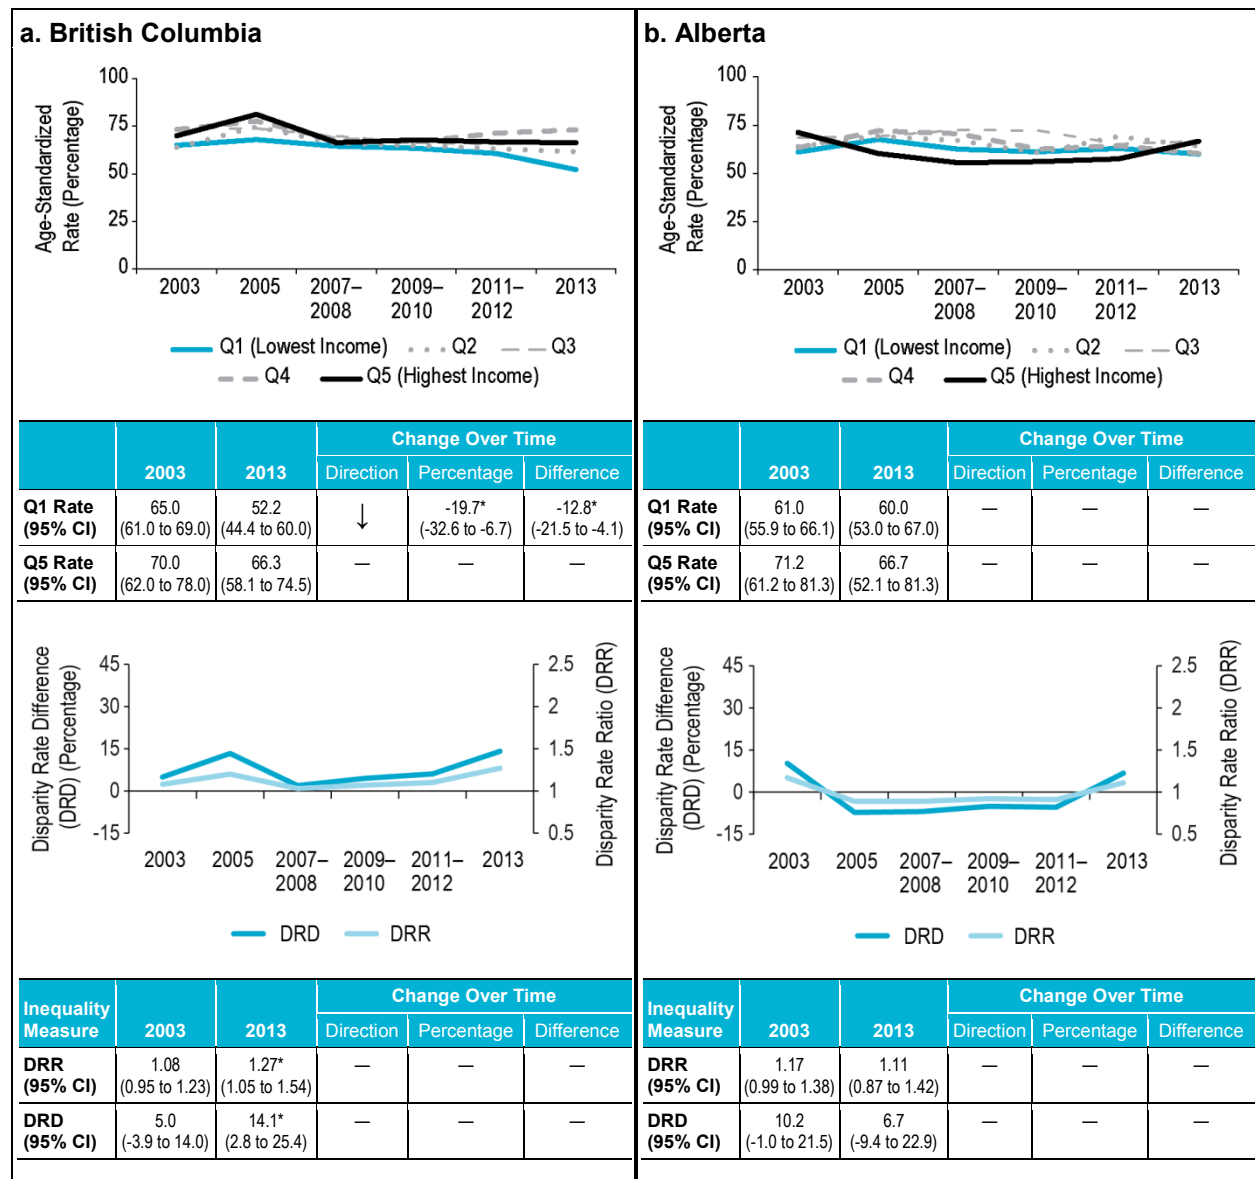 a. British Columbia
Age-Standardized
Rate (Percentage)
100
75
50
25
0
2003 2005 2007– 2009– 2011– 2013
2008 2010 2012
Q1 (Lowest Income) Q2 Q3
Q4 Q5 (Highest Income)
Change Over Time
2003 2013 Direction Percentage Difference
Q1 Rate 65.0 52.2 ↓ -19.7* -12.8*
(95% CI) (61.0 to 69.0) (44.4 to 60.0) (-32.6 to -6.7) (-21.5 to -4.1)
Q5 Rate 70.0 66.3 — — —
(95% CI) (62.0 to 78.0) (58.1 to 74.5)
Disparity Rate Difference
(DRD) (Percentage)
45
30
15
0
-15
2.5
2
1.5
1
0.5
Disparity Rate Ratio (DRR)
2003 2005 2007– 2009– 2011– 2013
2008 2010 2012
DRD DRR
Inequality Change Over Time
Measure 2003 2013 Direction Percentage Difference
DRR 1.08 1.27* — — —
(95% CI) (0.95 to 1.23) (1.05 to 1.54)
DRD 5.0 14.1* — — —
(95% CI) (-3.9 to 14.0) (2.8 to 25.4)
b. Alberta
Age-Standardized
Rate (Percentage)
100
75
50
25
0
2003 2005 2007– 2009– 2011– 2013
2008 2010 2012
Q1 (Lowest Income) Q2 Q3
Q4 Q5 (Highest Income)
Change Over Time
2003 2013 Direction Percentage Difference
Q1 Rate 61.0 60.0 — — —
(95% CI) (55.9 to 66.1) (53.0 to 67.0)
Q5 Rate 71.2 66.7 — — —
(95% CI) (61.2 to 81.3) (52.1 to 81.3)
Disparity Rate Difference
(DRD) (Percentage)
45
30
15
0
-15
2.5
2
1.5
1
0.5
Disparity Rate Ratio (DRR)
2003 2005 2007– 2009– 2011– 2013
2008 2010 2012
DRD DRR
Inequality Change Over Time
Measure 2003 2013 Direction Percentage Difference
DRR 1.17 1.11 — — —
(95% CI) (0.99 to 1.38) (0.87 to 1.42)
DRD 10.2 6.7 — — —
(95% CI) (-1.0 to 21.5) (-9.4 to 22.9)